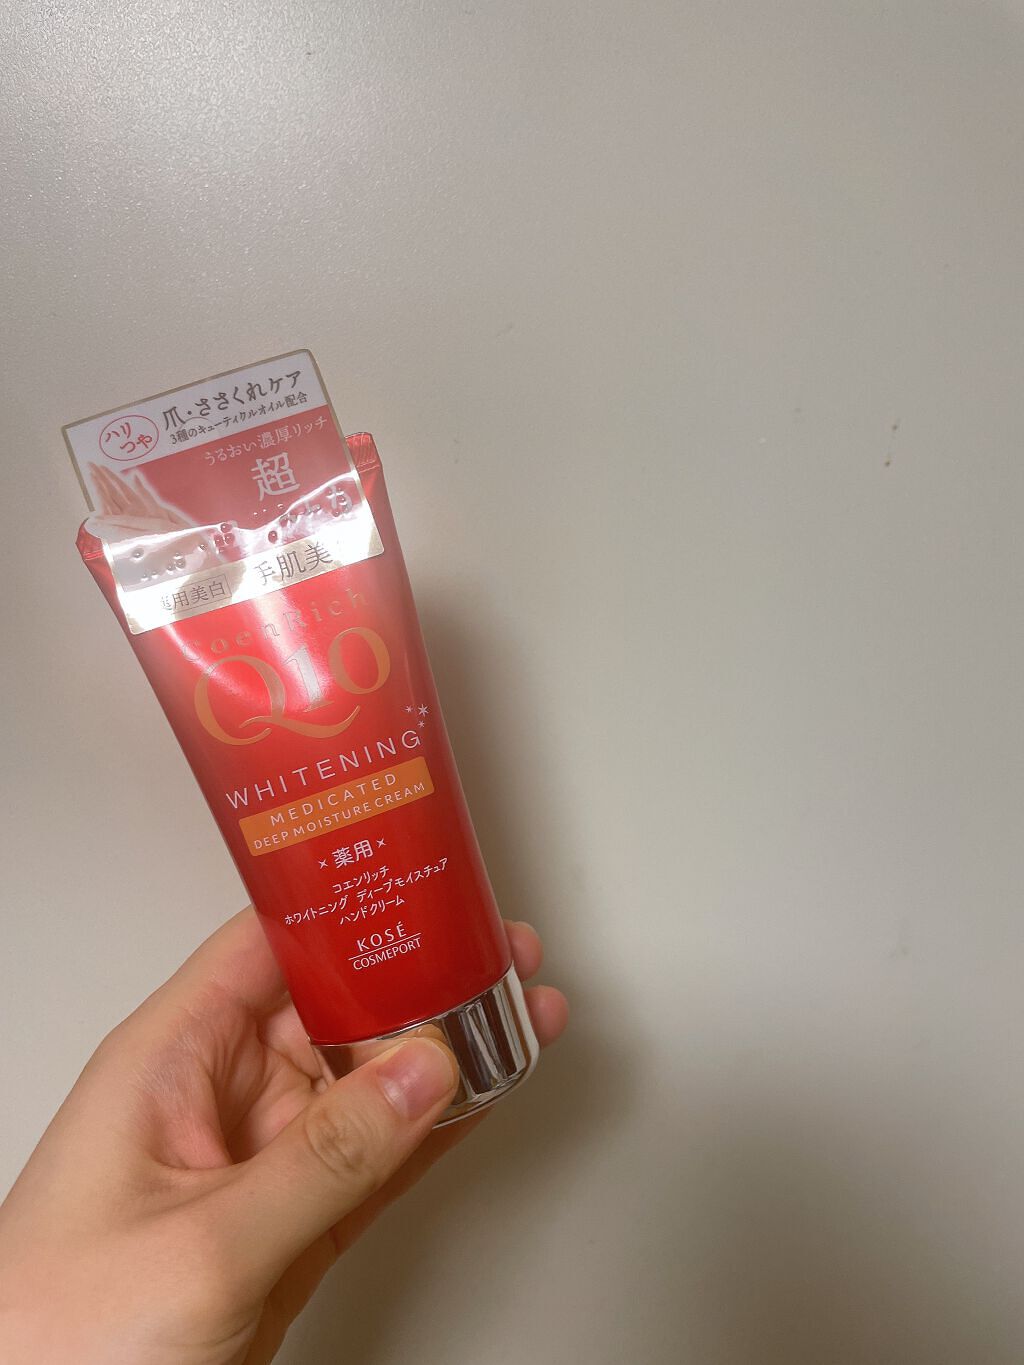 ハリ
つや
爪・ささくれケア
3種のキューティクルオイル配合
うるおい濃厚リッチ
超
薬用美白
手肌美
CoenRich
Q10
WHITENING
MEDICATED
DEEP MOISTURE CREAM
薬用
コエンリッチ
ホワイトニング ディープモイスチュア
ハンドクリーム
KOSÉ
COSMEPORT